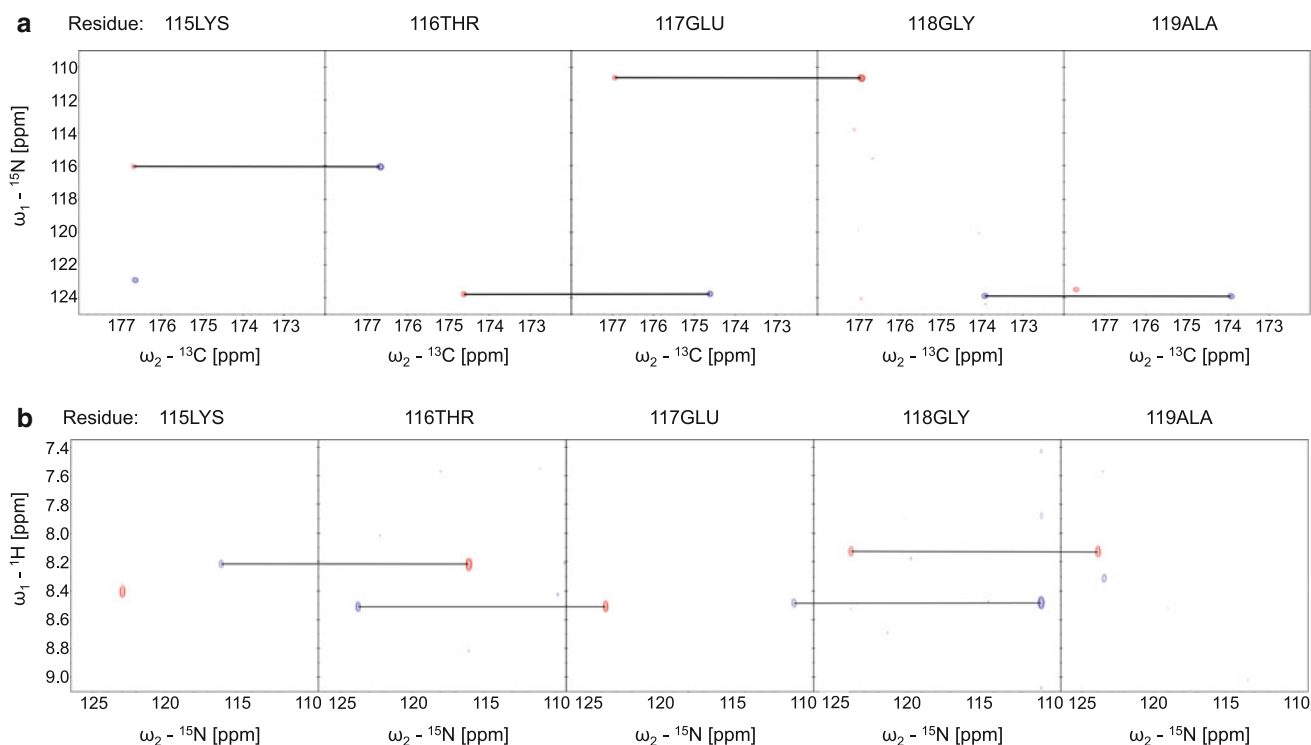 a Residue: 115LYS 116THR 117GLU 118GLY 119ALA
110
112
114
116
118
120
122
124
ω1 - 15N [ppm]
177 176 175 174 173 177 176 175 174 173 177 176 175 174 173 177 176 175 174 173 177 176 175 174 173
ω2 - 13C [ppm] ω2 - 13C [ppm] ω2 - 13C [ppm] ω2 - 13C [ppm] ω2 - 13C [ppm]
b Residue: 115LYS 116THR 117GLU 118GLY 119ALA
7.4
7.6
7.8
8.0
8.2
8.4
8.6
8.8
9.0
ω1 - 1H [ppm]
125 120 115 110 125 120 115 110 125 120 115 110 125 120 115 110 125 120 115 110
ω2 - 15N [ppm] ω2 - 15N [ppm] ω2 - 15N [ppm] ω2 - 15N [ppm] ω2 - 15N [ppm]